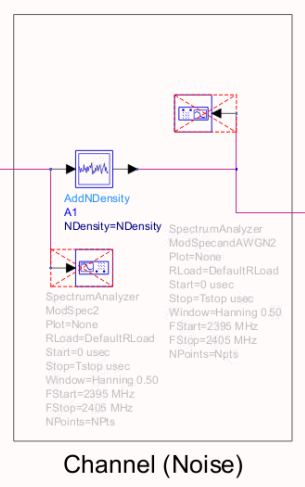 AddNDensity
A1
NDensity=NDensity
SpectrumAnalyzer
ModSpecandAWGN2
Plot=None
RLoad=DefaultRLoad
Start=0 usec
Stop=Tstop usec
Window=Hanning 0.50
FStart=2395 MHz
FStop=2405 MHz
NPoints=Npts
SpectrumAnalyzer
ModSpec2
Plot=None
RLoad=DefaultRLoad
Start=0 usec
Stop=Tstop usec
Window=Hanning 0.50
FStart=2395 MHz
FStop=2405 MHz
NPoints=NPts
Channel (Noise)